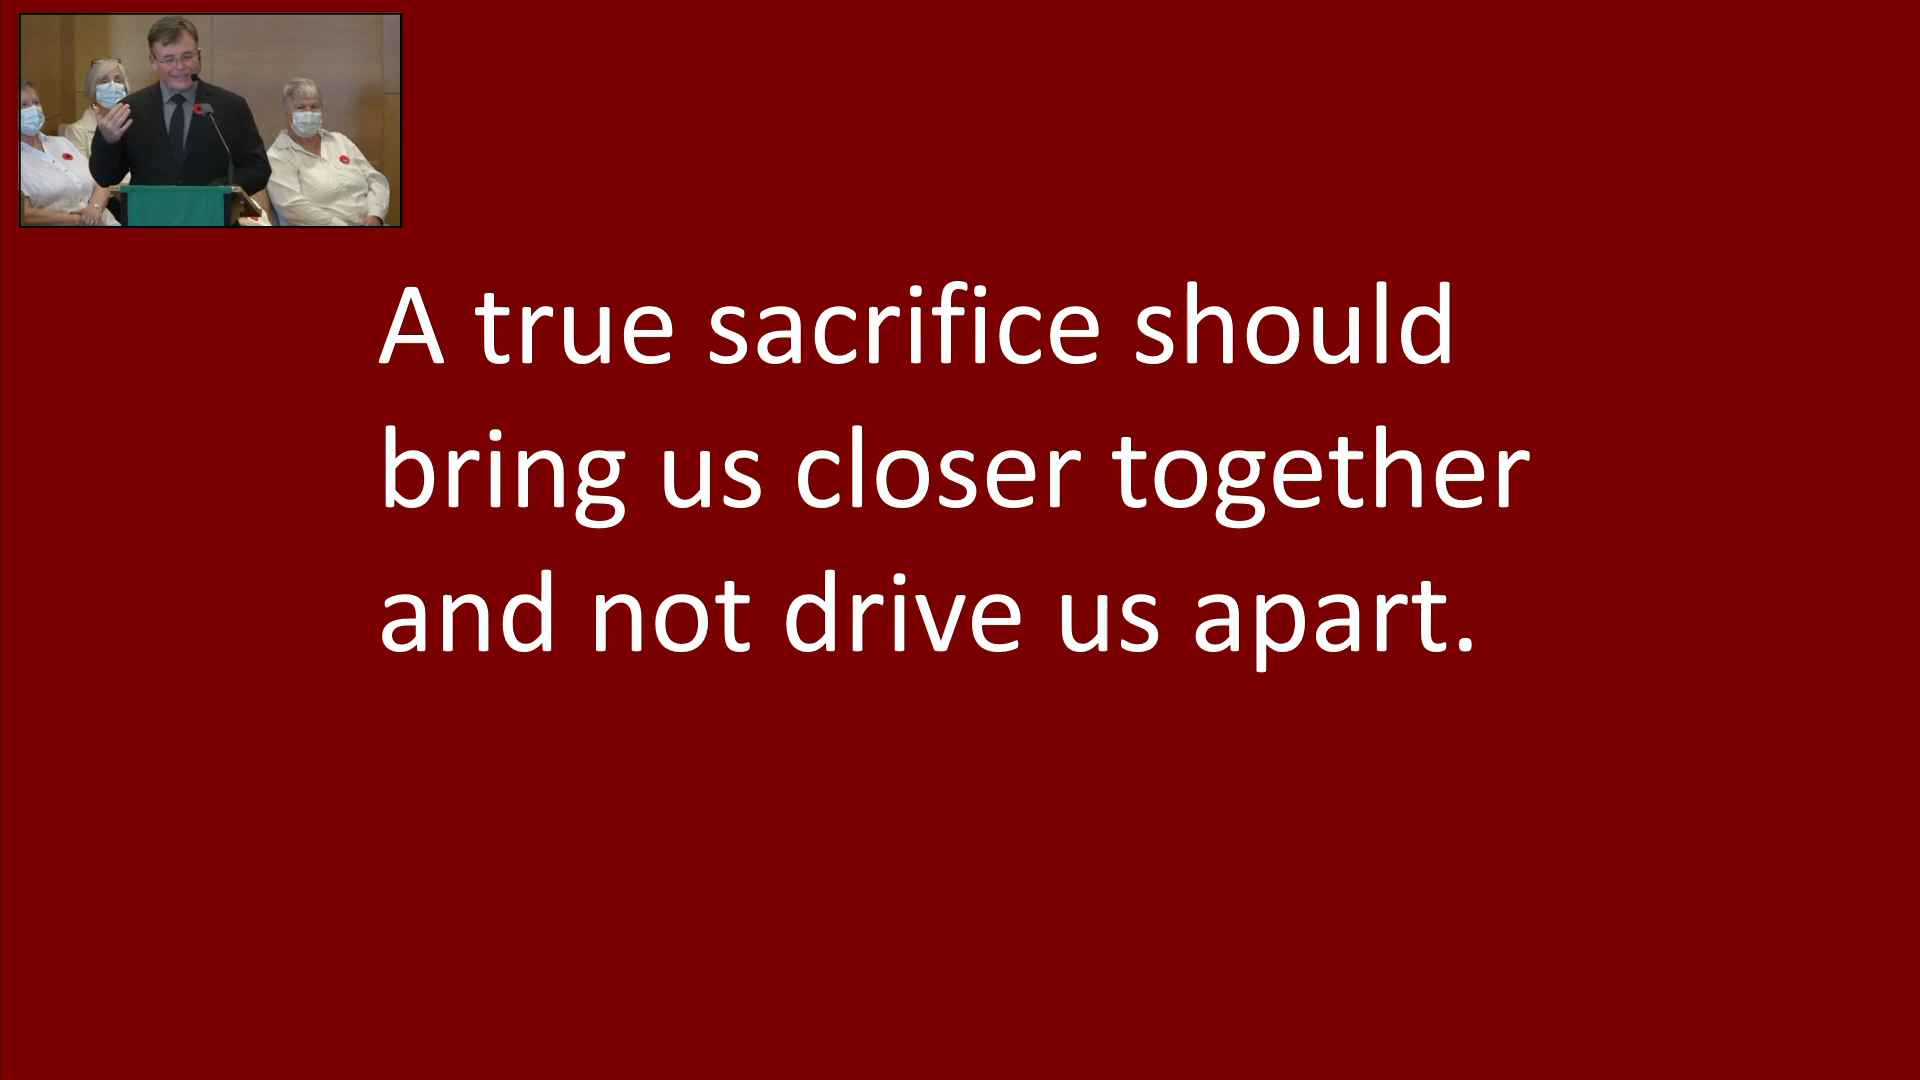 A true sacrifice should
bring us closer together
and not drive us apart.